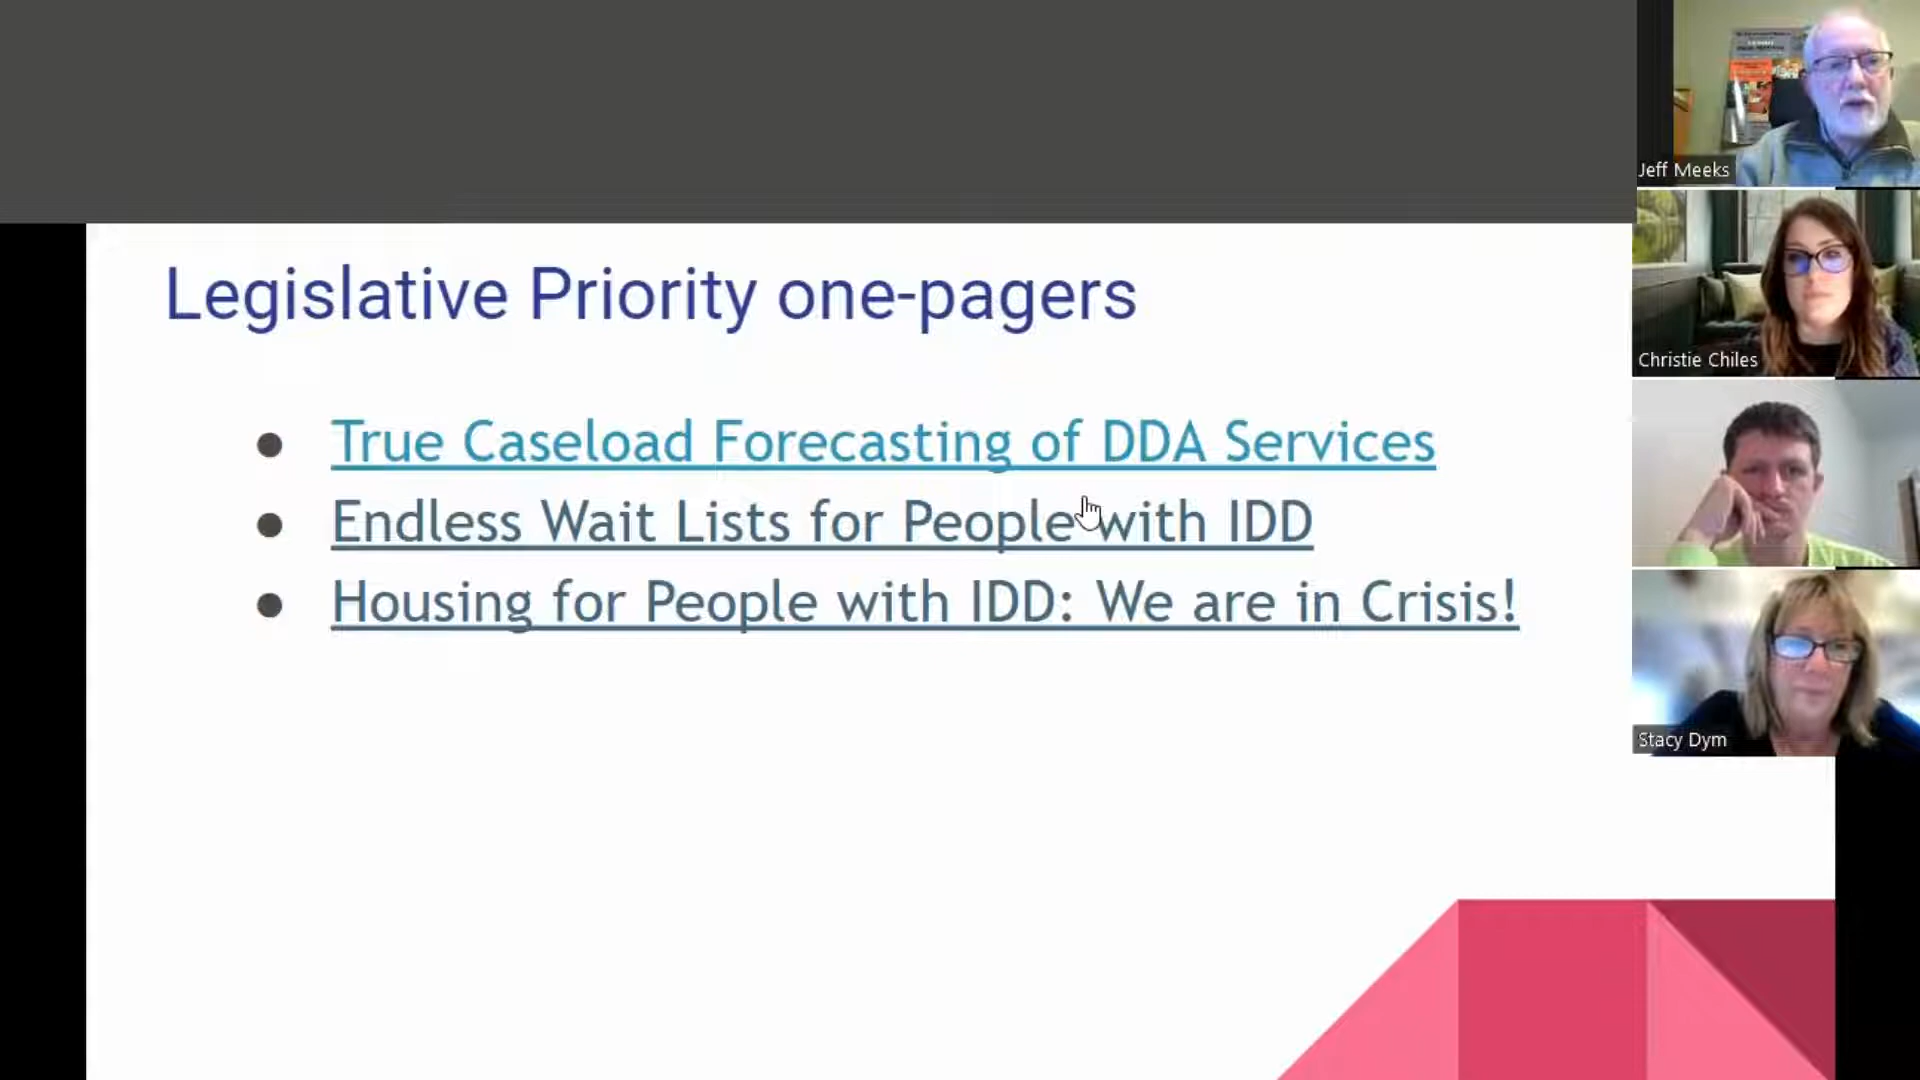 Legislative Priority one-pagers
True Caseload Forecasting of DDA Services
Endless Wait Lists for People with IDD
Housing for People with IDD: We are in Crisis!
Jeff Meeks
Christie Chiles
Stacy Dym